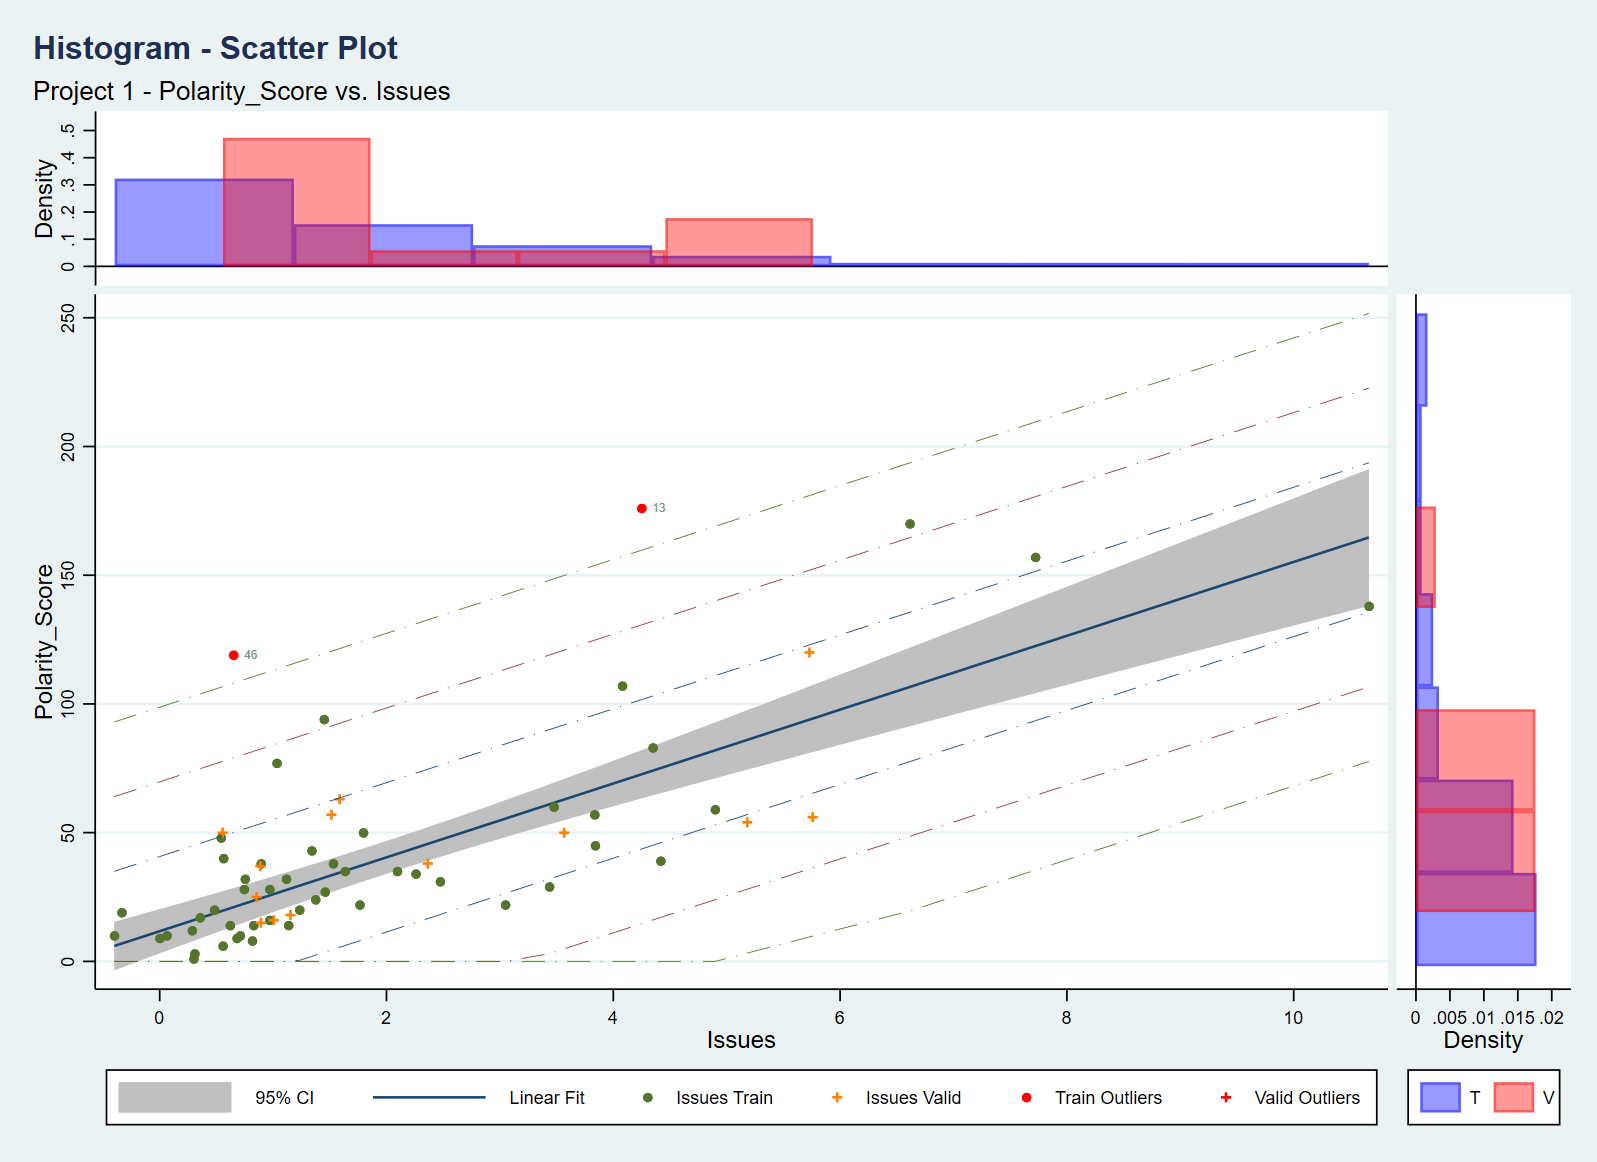 Histogram - Scatter Plot
Project 1 - Polarity_Score vs. Issues
Density
0 .1 .2 .3 .4 .5
Polarity_Score
0 50 100 150 200 250
13
46
0 2 4 6 8 10
Issues
0 .005 .01 .015 .02
Density
95% CI Linear Fit Issues Train Issues Valid Train Outliers Valid Outliers
T V